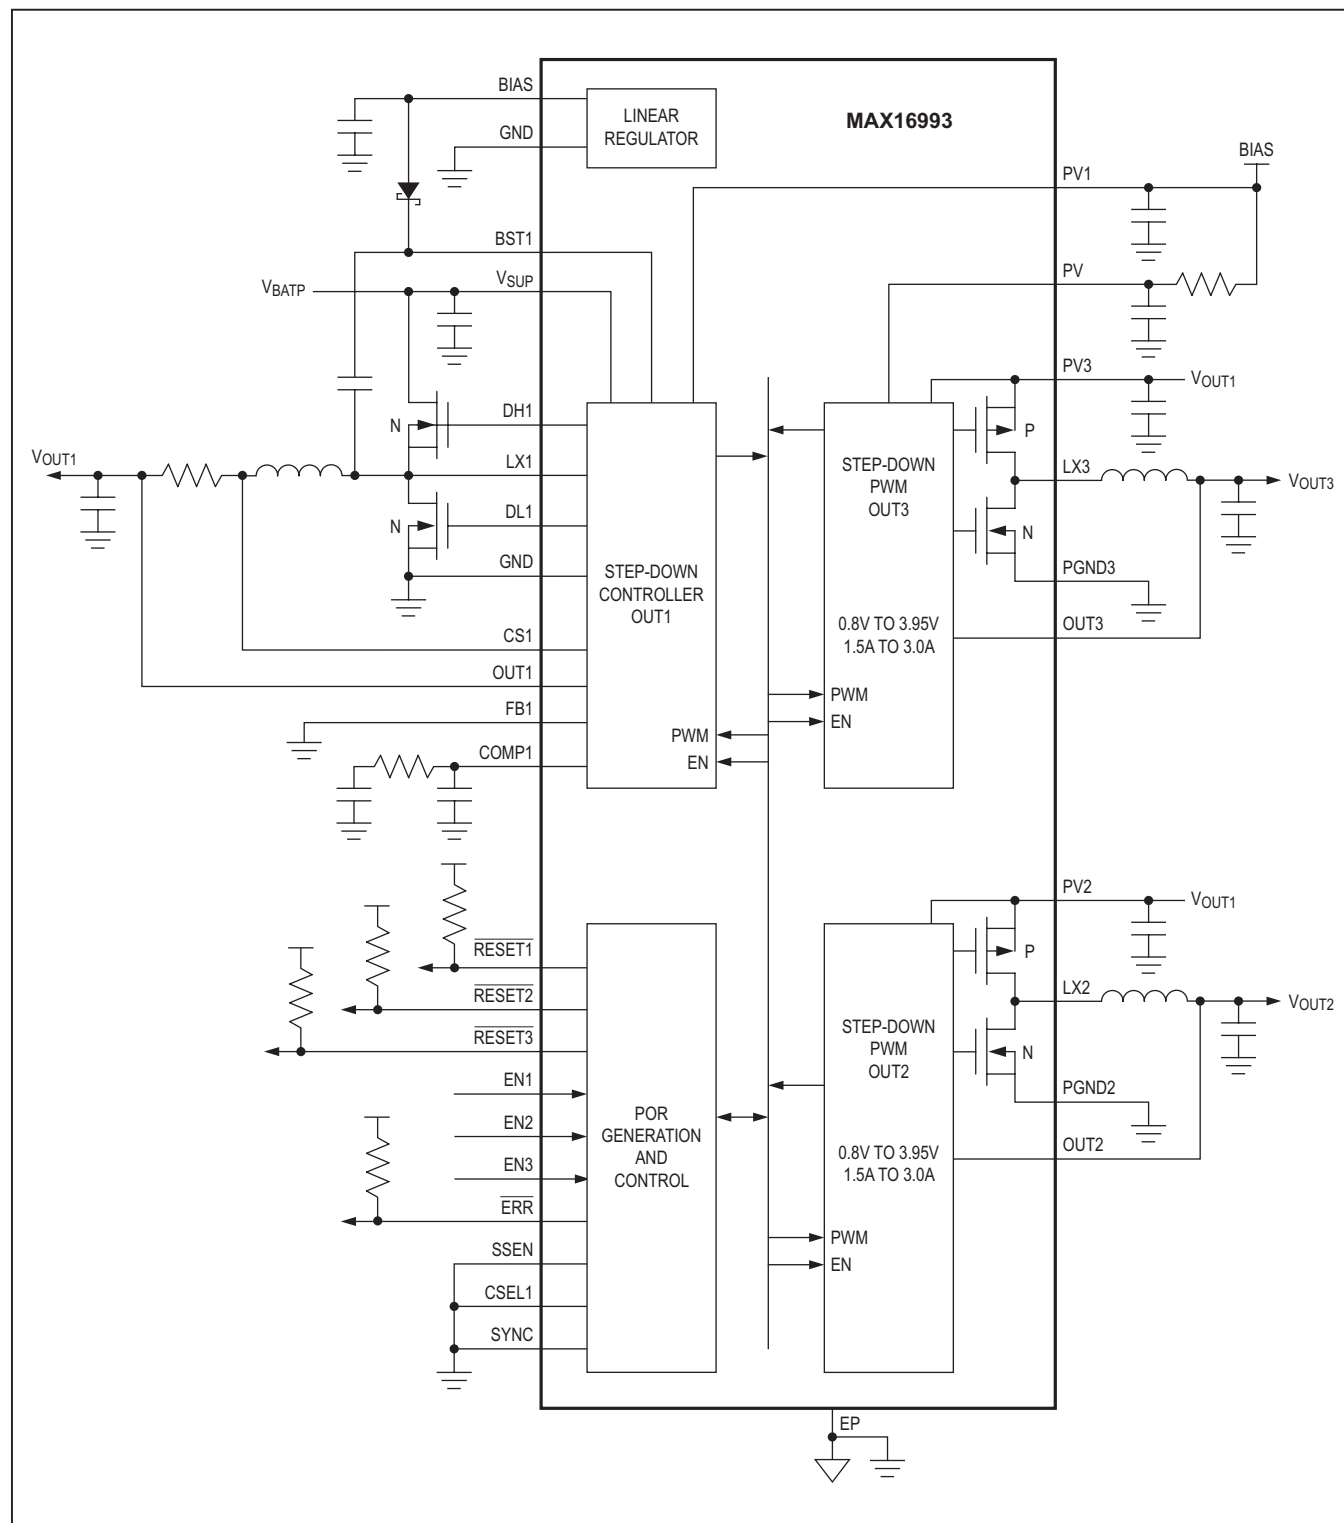 MAX16993
BIAS
GND
LINEAR
REGULATOR
BIAS
PV1
BST1
VBATP
VSUP
PV
PV3
VOUT1
DH1
N
P
VOUT1
LX1
LX3
VOUT3
STEP-DOWN
PWM
OUT3
N
DL1
N
GND
PGND3
STEP-DOWN
CONTROLLER
OUT1
0.8V TO 3.95V
1.5A TO 3.0A
OUT3
CS1
OUT1
PWM
FB1
EN
PWM
COMP1
EN
PV2
VOUT1
RESET1
P
RESET2
LX2
VOUT2
RESET3
STEP-DOWN
PWM
OUT2
N
EN1
PGND2
POR
GENERATION
AND
CONTROL
EN2
OUT2
0.8V TO 3.95V
1.5A TO 3.0A
EN3
ERR
PWM
SSEN
EN
CSEL1
SYNC
EP